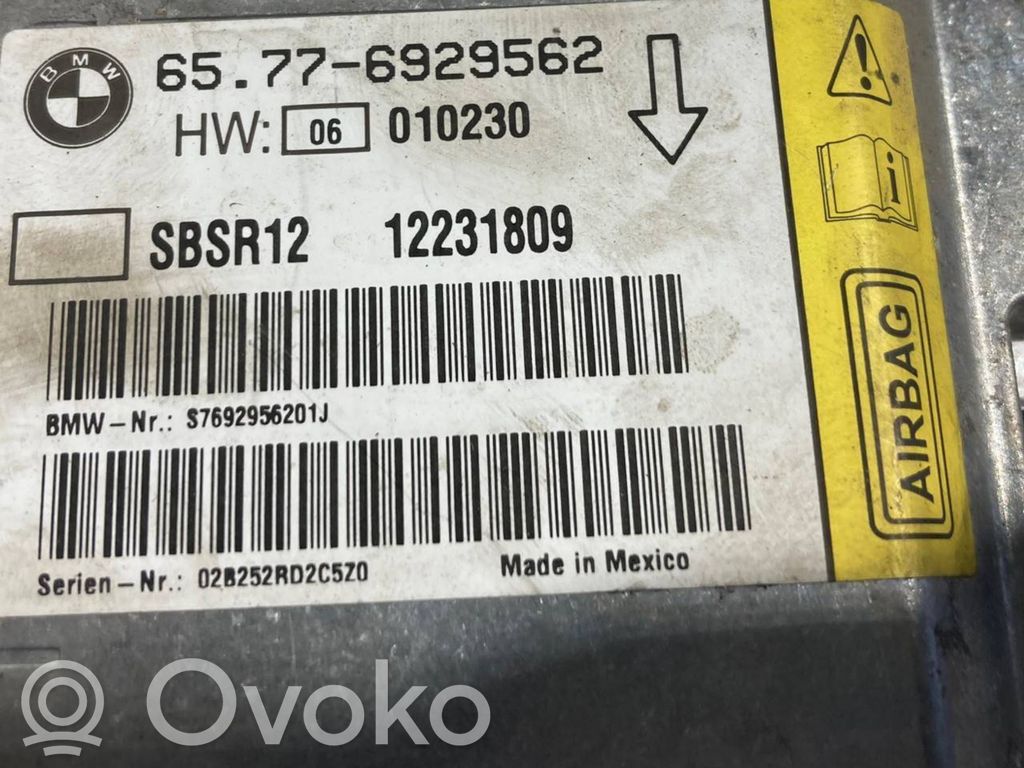 BMW
65.77-6929562
HW: 06 010230
SBSR12 12231809
BMW-Nr.: S7692956201J
Serien-Nr.: 02B252RD2C5Z0 Made in Mexico
AIRBAG
i
Ovoko